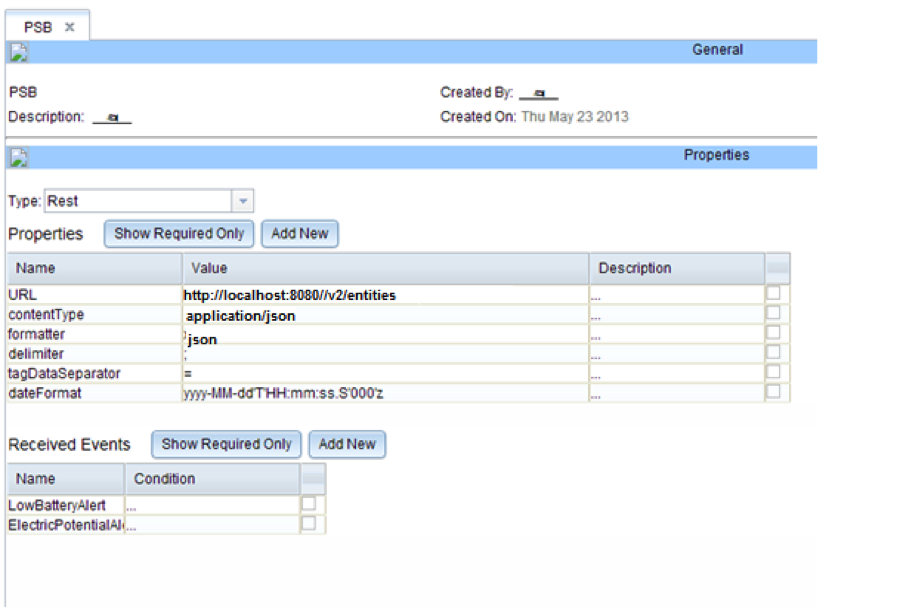 PSB ×
General
PSB Created By:
Description: Created On: Thu May 23 2013
Properties
Type: Rest
Properties Show Required Only Add New
Name Value Description
URL http://localhost:8080//v2/entities ...
contentType application/json ...
formatter json ...
delimiter ; ...
tagDataSeparator = ...
dateFormat yyyy-MM-dd'T'HH:mm:ss.S'000'z ...
Received Events Show Required Only Add New
Name Condition
LowBatteryAlert ...
ElectricPotentialAl ...